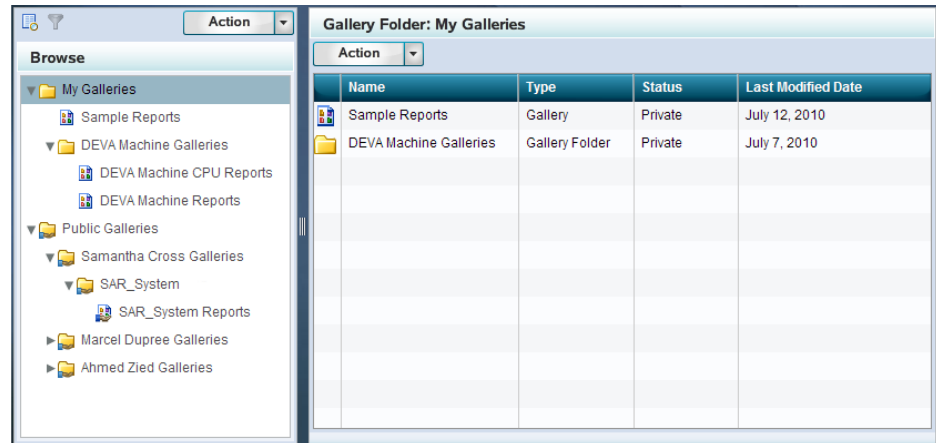 Action
Browse
My Galleries
Sample Reports
DEVA Machine Galleries
DEVA Machine CPU Reports
DEVA Machine Reports
Public Galleries
Samantha Cross Galleries
SAR_System
SAR_System Reports
Marcel Dupree Galleries
Ahmed Zied Galleries
Gallery Folder: My Galleries
Action
Name Type Status Last Modified Date
Sample Reports Gallery Private July 12, 2010
DEVA Machine Galleries Gallery Folder Private July 7, 2010